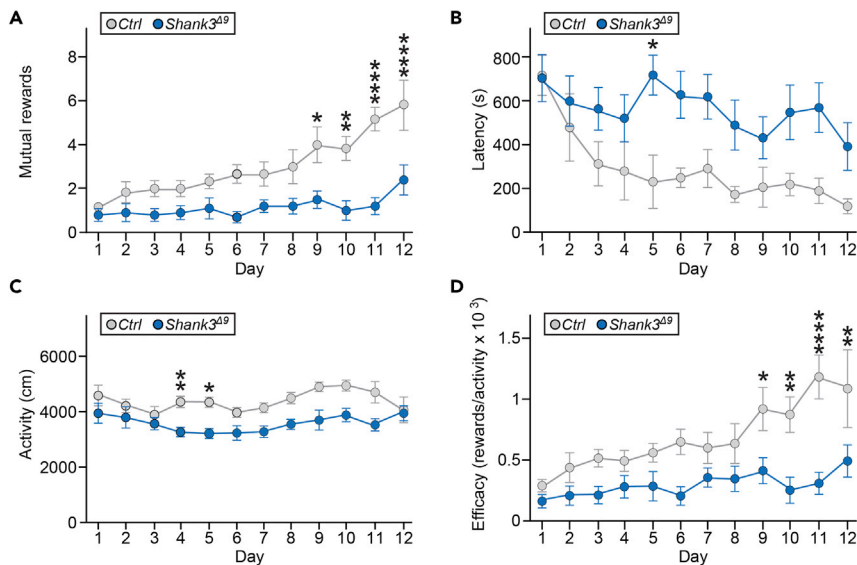 A
Ctrl Shank3Δ9
Mutual rewards
8
6
4
2
0
*
**
****
****
1 2 3 4 5 6 7 8 9 10 11 12
Day
B
Ctrl Shank3Δ9
Latency (s)
800
600
400
200
0
*
1 2 3 4 5 6 7 8 9 10 11 12
Day
C
Ctrl Shank3Δ9
Activity (cm)
6000
4000
2000
0
**
*
1 2 3 4 5 6 7 8 9 10 11 12
Day
D
Ctrl Shank3Δ9
Efficacy (rewards/activity x 10³)
1.5
1
0.5
0
*
**
****
**
1 2 3 4 5 6 7 8 9 10 11 12
Day